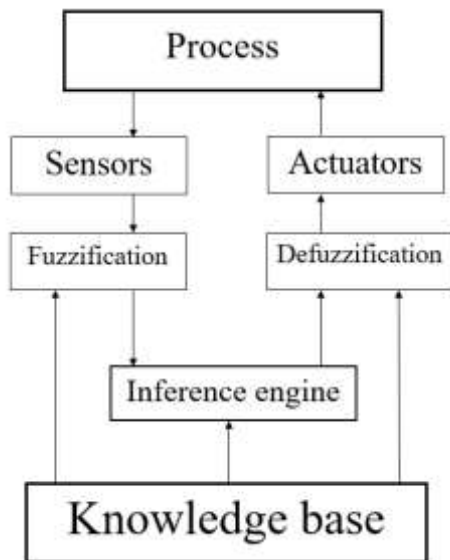 Process
Sensors
Actuators
Fuzzification
Defuzzification
Inference engine
Knowledge base